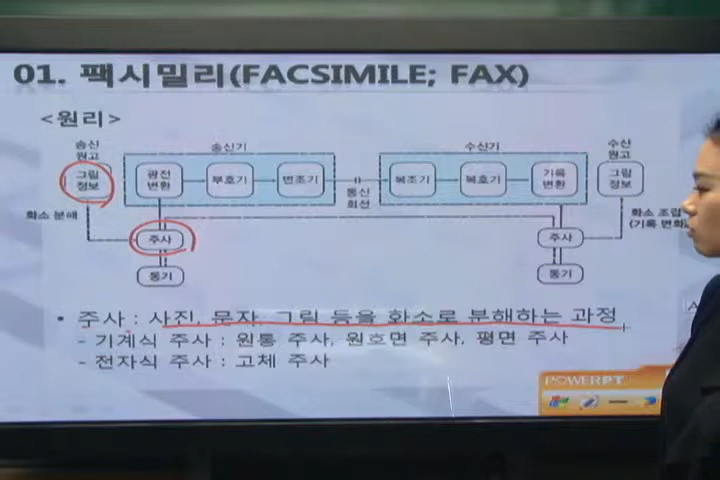 01. 팩시밀리(FACSIMILE; FAX)
<원리>
송신
원고
송신기
수신기
수신
원고
그림
정보
광전
변환
부호기
변조기
통신
회선
복조기
복호기
기록
변환
그림
정보
화소 분해
주사
주사
화소 조립
(기록 변환)
동기
동기
• 주사 : 사진, 문자, 그림 등을 화소로 분해하는 과정
- 기계식 주사 : 원통 주사, 원호면 주사, 평면 주사
- 전자식 주사 : 고체 주사
POWERPT